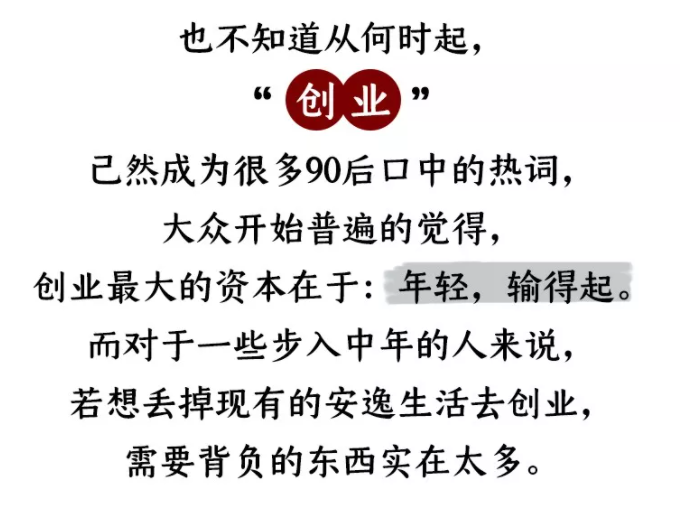 也不知道从何时起，
“创业”
己然成为很多90后口中的热词，
大众开始普遍的觉得，
创业最大的资本在于：年轻，输得起。
而对于一些步入中年的人来说，
若想丢掉现有的安逸生活去创业，
需要背负的东西实在太多。